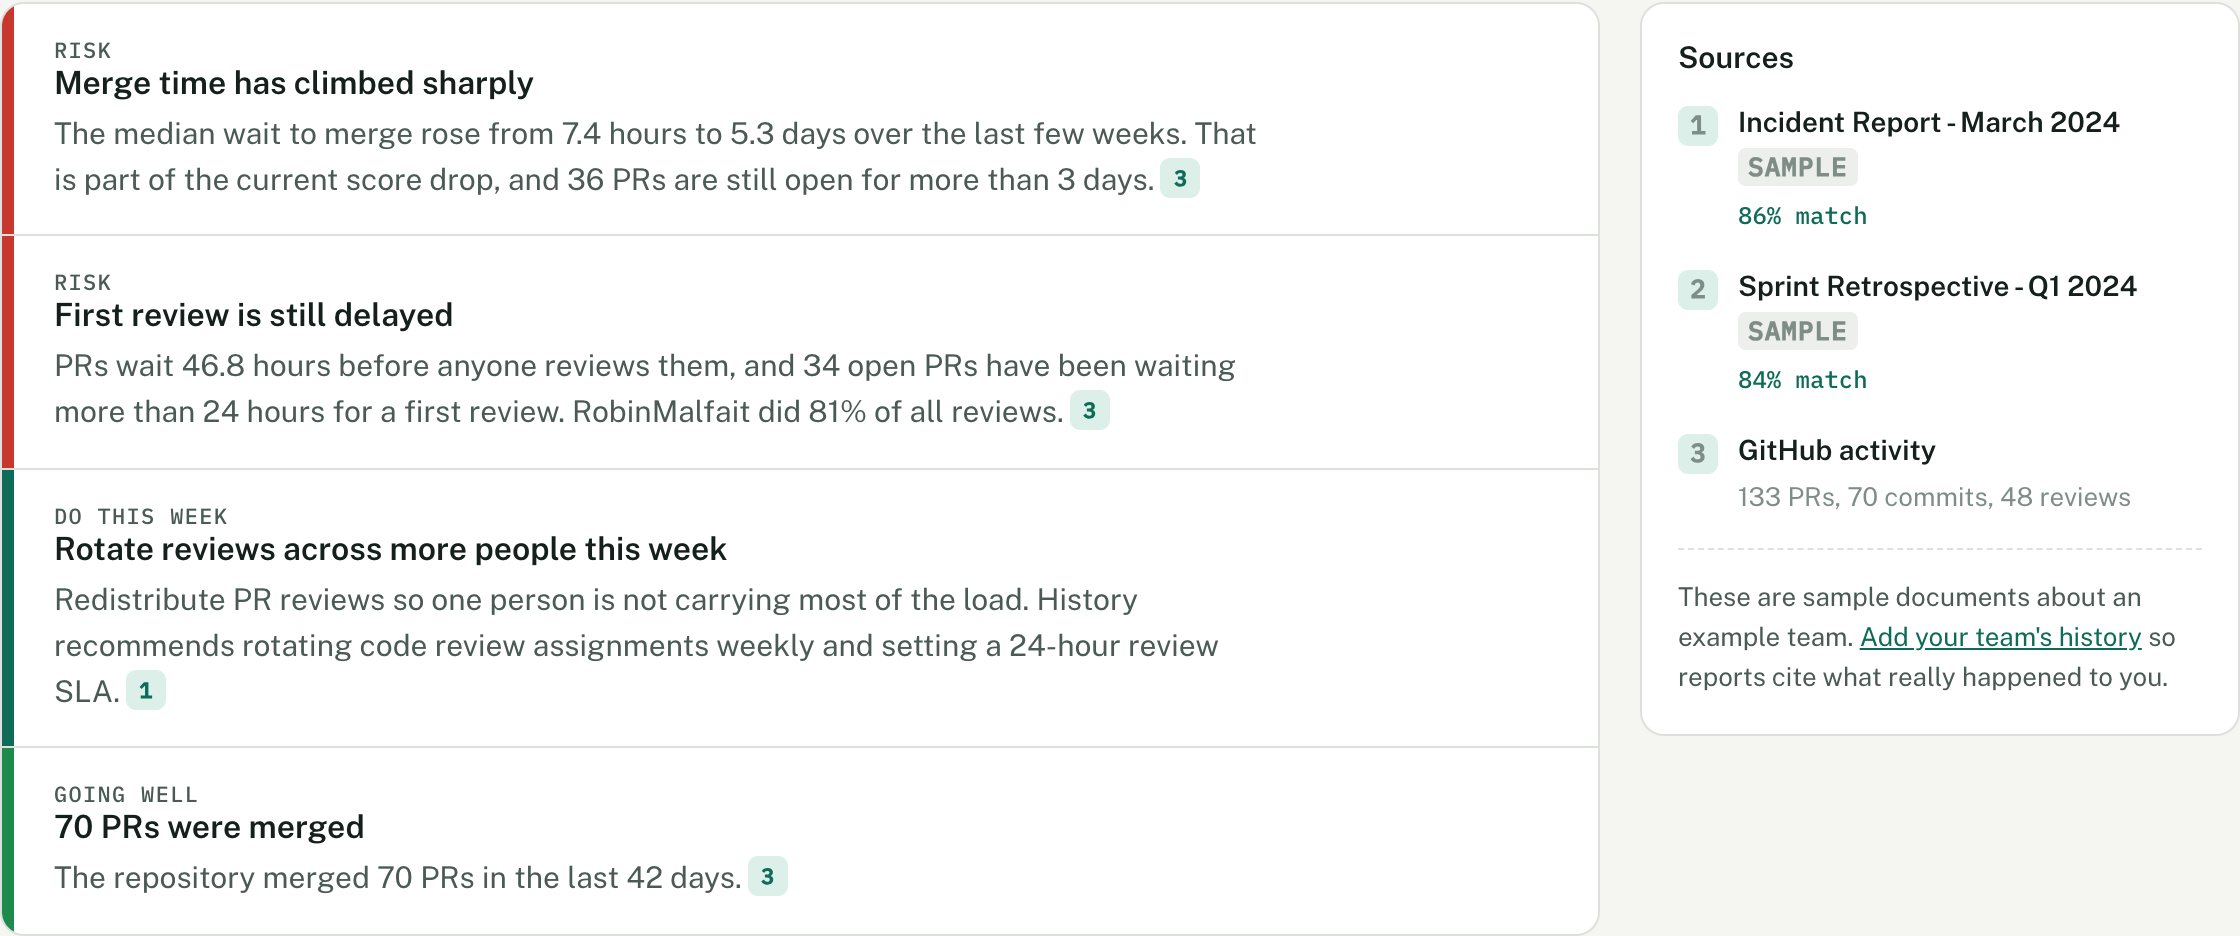 RISK
Merge time has climbed sharply
The median wait to merge rose from 7.4 hours to 5.3 days over the last few weeks. That
is part of the current score drop, and 36 PRs are still open for more than 3 days. 3
RISK
First review is still delayed
PRs wait 46.8 hours before anyone reviews them, and 34 open PRs have been waiting
more than 24 hours for a first review. RobinMalfait did 81% of all reviews. 3
DO THIS WEEK
Rotate reviews across more people this week
Redistribute PR reviews so one person is not carrying most of the load. History
recommends rotating code review assignments weekly and setting a 24-hour review
SLA. 1
GOING WELL
70 PRs were merged
The repository merged 70 PRs in the last 42 days. 3
Sources
1 Incident Report - March 2024
SAMPLE
86% match
2 Sprint Retrospective - Q1 2024
SAMPLE
84% match
3 GitHub activity
133 PRs, 70 commits, 48 reviews
These are sample documents about an
example team. Add your team's history so
reports cite what really happened to you.